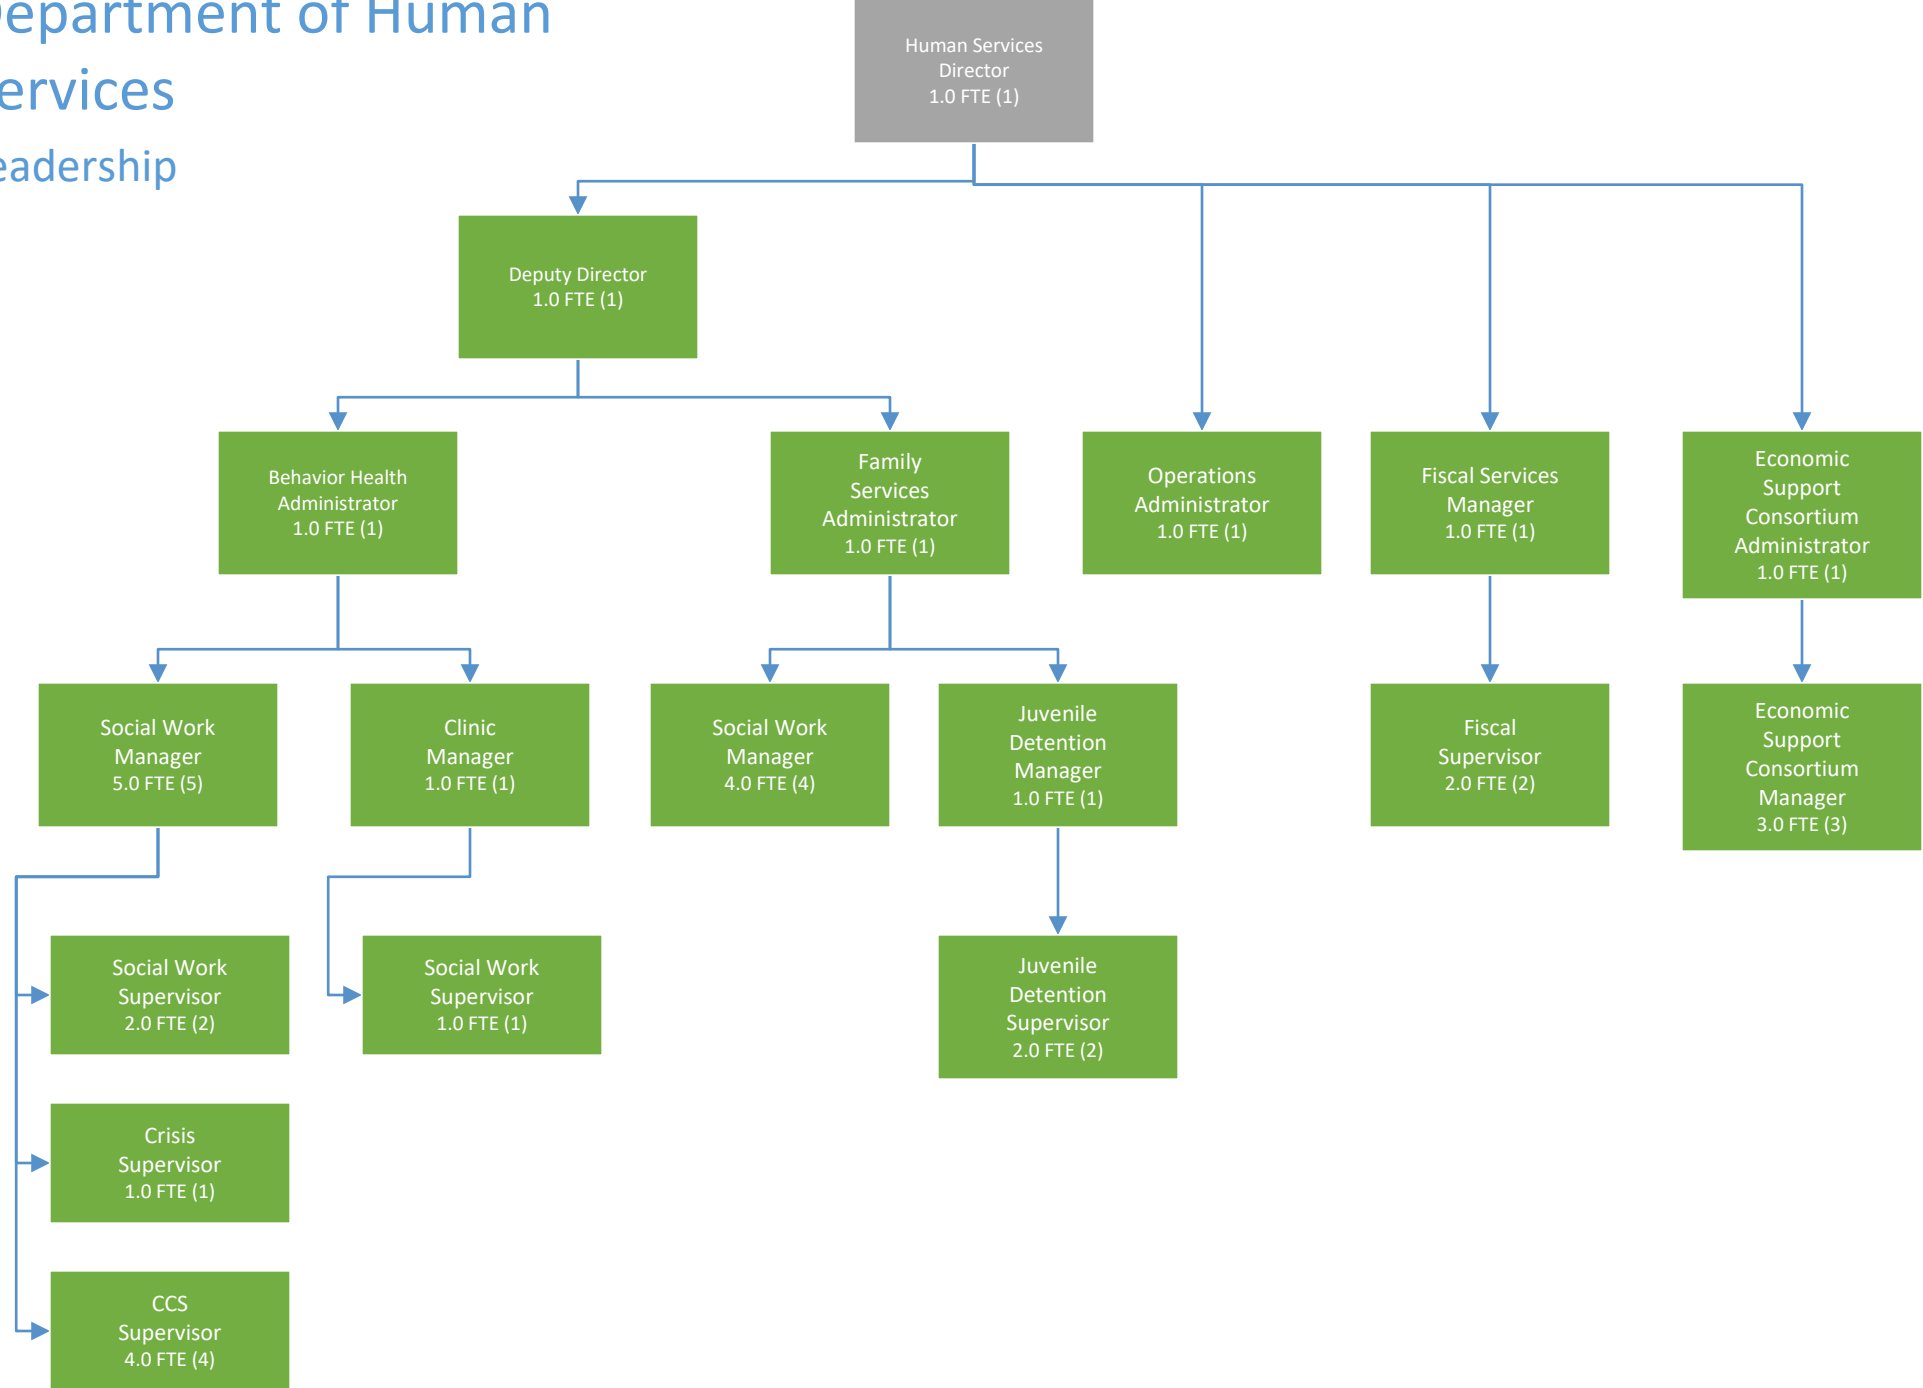 Department of Human
ervices
eadership
Human Services
Director
1.0 FTE (1)
Deputy Director
1.0 FTE (1)
Behavior Health
Administrator
1.0 FTE (1)
Family
Services
Administrator
1.0 FTE (1)
Operations
Administrator
1.0 FTE (1)
Fiscal Services
Manager
1.0 FTE (1)
Economic
Support
Consortium
Administrator
1.0 FTE (1)
Social Work
Manager
5.0 FTE (5)
Clinic
Manager
1.0 FTE (1)
Social Work
Manager
4.0 FTE (4)
Juvenile
Detention
Manager
1.0 FTE (1)
Fiscal
Supervisor
2.0 FTE (2)
Economic
Support
Consortium
Manager
3.0 FTE (3)
Social Work
Supervisor
2.0 FTE (2)
Social Work
Supervisor
1.0 FTE (1)
Juvenile
Detention
Supervisor
2.0 FTE (2)
Crisis
Supervisor
1.0 FTE (1)
CCS
Supervisor
4.0 FTE (4)